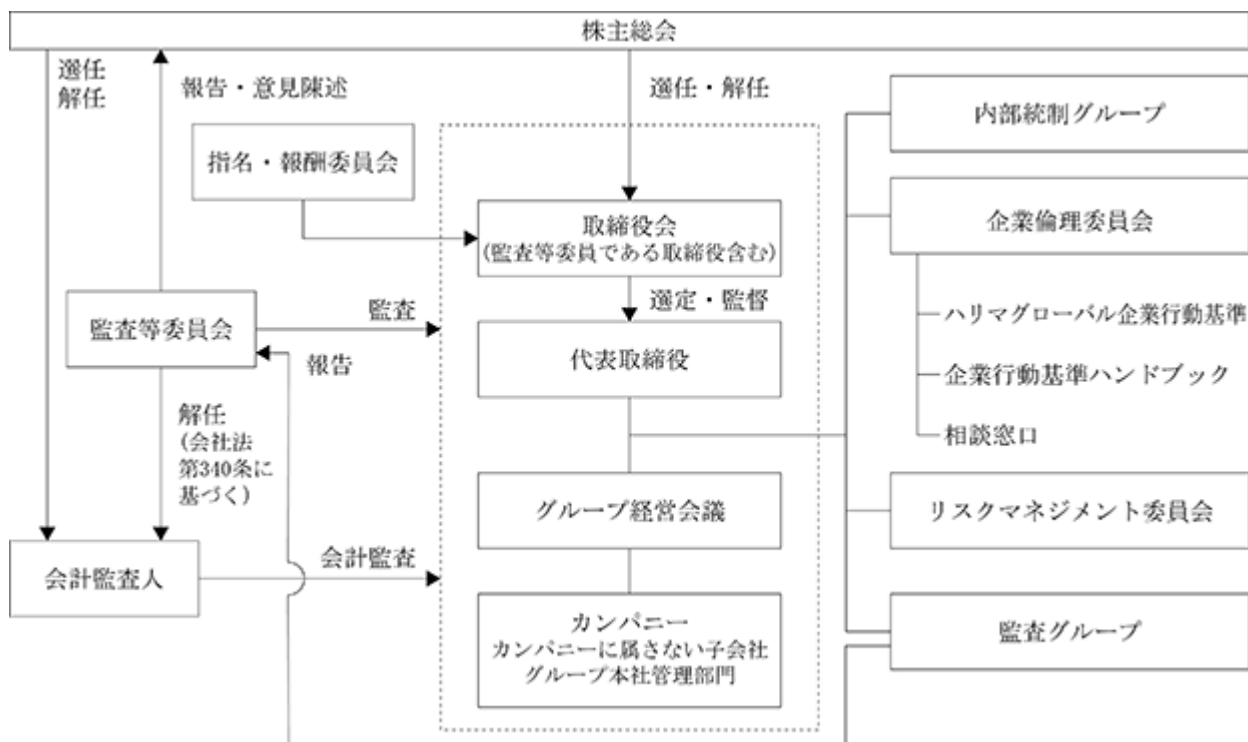 株主総会
選任
解任
報告・意見陳述
選任・解任
内部統制グループ
指名・報酬委員会
企業倫理委員会
取締役会
(監査等委員である取締役含む)
選定・監督
監査等委員会
監査
ハリマグローバル企業行動基準
報告
代表取締役
企業行動基準ハンドブック
解任
(会社法
第340条に
基づく)
相談窓口
グループ経営会議
リスクマネジメント委員会
会計監査人
会計監査
カンパニー
カンパニーに属さない子会社
グループ本社管理部門
監査グループ